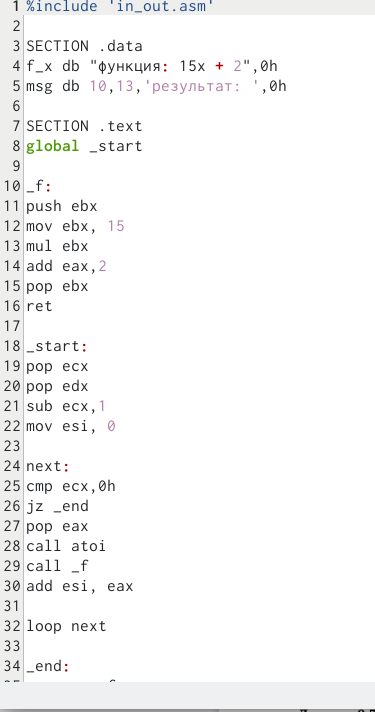 1 %include 'in_out.asm'
2
3 SECTION .data
4 f_x db "функция: 15x + 2",0h
5 msg db 10,13,'результат: ',0h
6
7 SECTION .text
8 global _start
9
10 _f:
11 push ebx
12 mov ebx, 15
13 mul ebx
14 add eax,2
15 pop ebx
16 ret
17
18 _start:
19 pop ecx
20 pop edx
21 sub ecx,1
22 mov esi, 0
23
24 next:
25 cmp ecx,0h
26 jz _end
27 pop eax
28 call atoi
29 call _f
30 add esi, eax
31
32 loop next
33
34 _end: